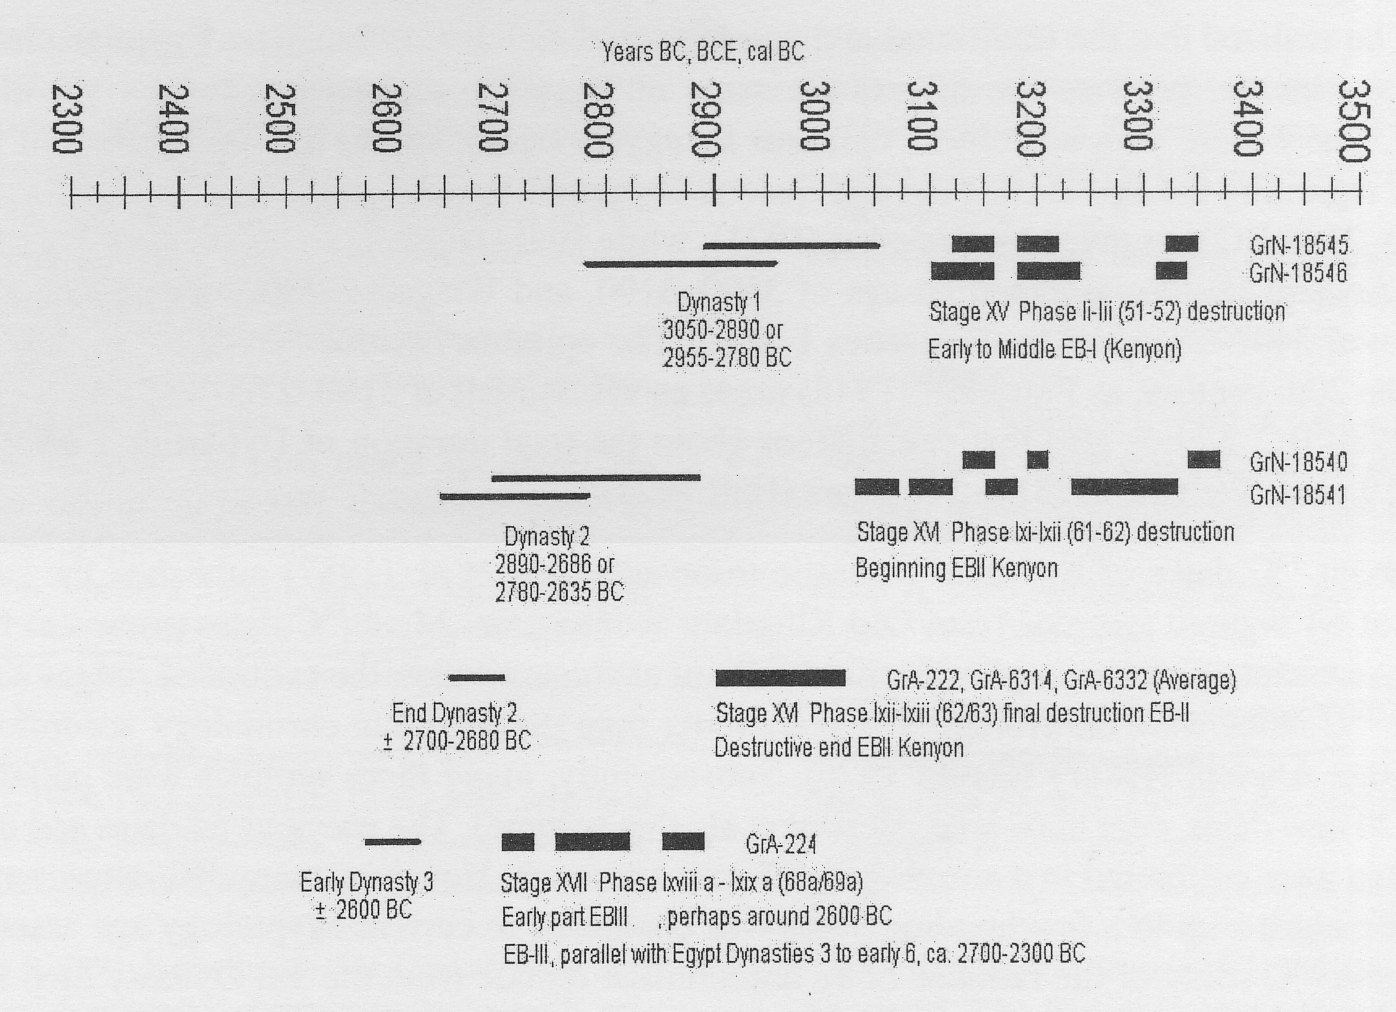 Years BC, BCE, cal BC
2300 2400 2500 2600 2700 2800 2900 3000 3100 3200 3300 3400 3500
GrN-18545
GrN-18546
Dynasty 1
3050-2890 or
2955-2780 BC
Stage XV Phase li-lii (51-52) destruction
Early to Middle EB-I (Kenyon)
GrN-18540
GrN-18541
Dynasty 2
2890-2686 or
2780-2635 BC
Stage XVI Phase lxi-lxii (61-62) destruction
Beginning EBII Kenyon
GrA-222, GrA-6314, GrA-6332 (Average)
End Dynasty 2
± 2700-2680 BC
Stage XVI Phase lxii-lxiii (62/63) final destruction EB-II
Destructive end EBII Kenyon
GrA-224
Early Dynasty 3
± 2600 BC
Stage XVII Phase lxviii a - lxix a (68a/69a)
Early part EBIII , perhaps around 2600 BC
EB-III, parallel with Egypt Dynasties 3 to early 6, ca. 2700-2300 BC